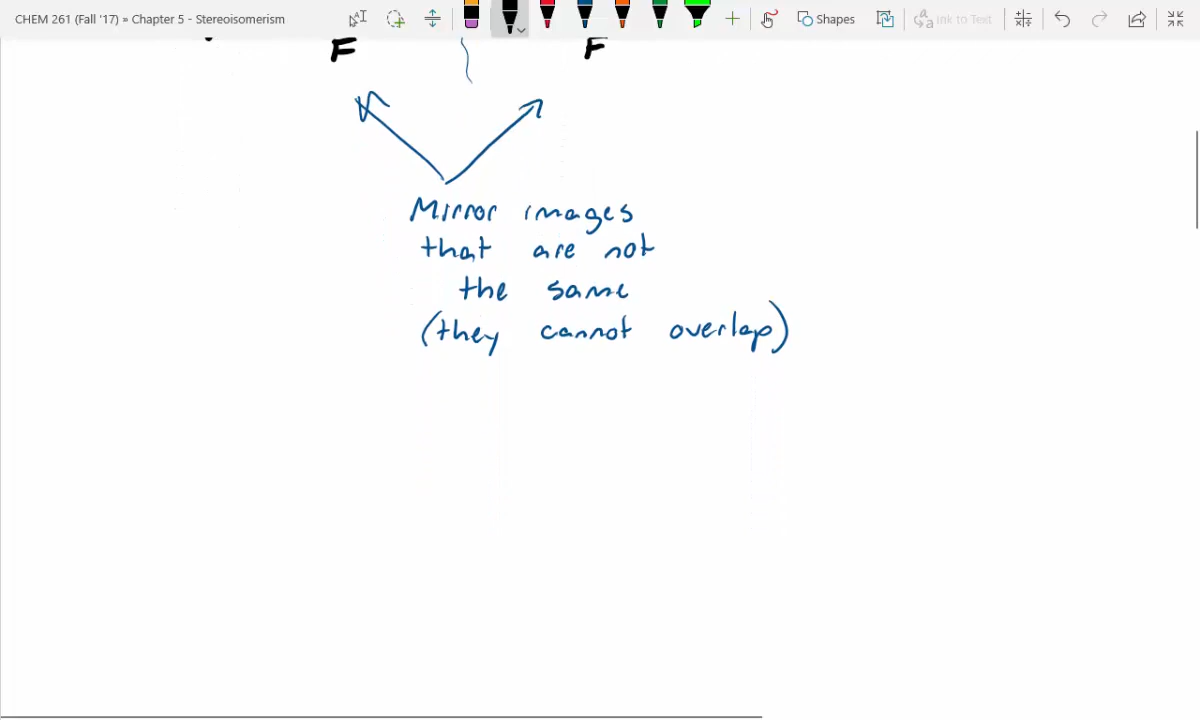 CHEM 261 (Fall '17) » Chapter 5 - Stereoisomerism
Shapes
Ink to Text
F F
Mirror images
that are not
the same
(they cannot overlap)